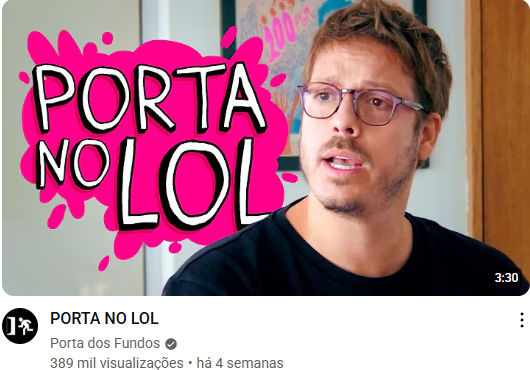 PORTA
NO LOL
3:30
PORTA NO LOL
Porta dos Fundos
389 mil visualizações • há 4 semanas